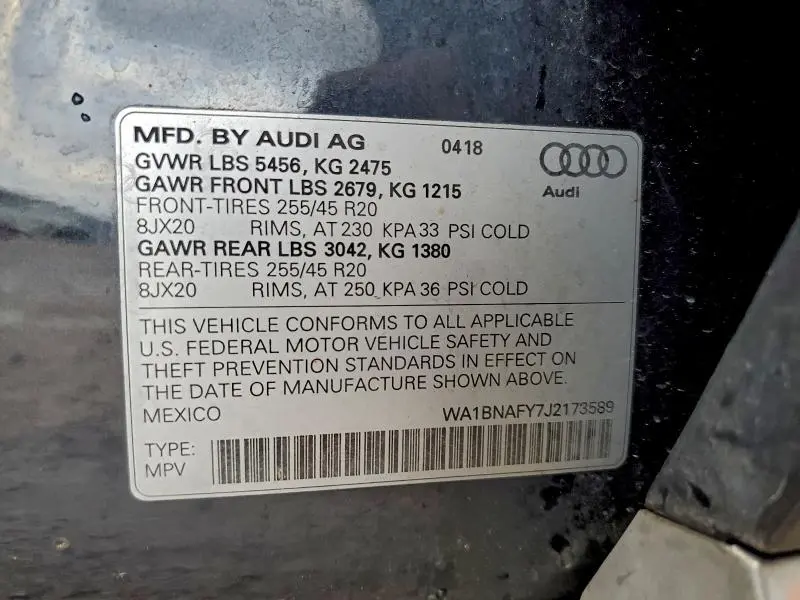 MFD. BY AUDI AG 0418
GVWR LBS 5456, KG 2475
GAWR FRONT LBS 2679, KG 1215
Audi
FRONT-TIRES 255/45 R20
8JX20 RIMS, AT 230 KPA 33 PSI COLD
GAWR REAR LBS 3042, KG 1380
REAR-TIRES 255/45 R20
8JX20 RIMS, AT 250 KPA 36 PSI COLD
THIS VEHICLE CONFORMS TO ALL APPLICABLE
U.S. FEDERAL MOTOR VEHICLE SAFETY AND
THEFT PREVENTION STANDARDS IN EFFECT ON
THE DATE OF MANUFACTURE SHOWN ABOVE.
MEXICO WA1BNAFY7J2173589
TYPE:
MPV